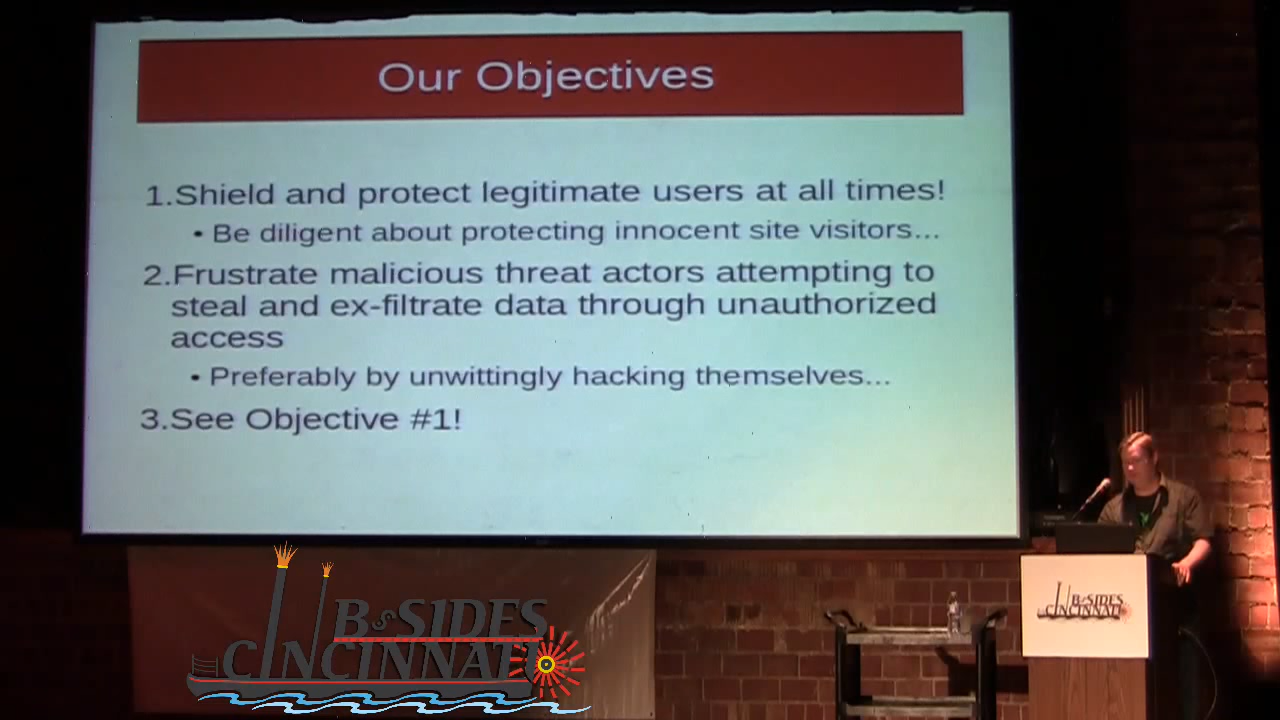 Our Objectives
1.Shield and protect legitimate users at all times!
• Be diligent about protecting innocent site visitors...
2.Frustrate malicious threat actors attempting to
steal and ex-filtrate data through unauthorized
access
• Preferably by unwittingly hacking themselves...
3.See Objective #1!
B SIDES
CINCINNATI
B SIDES
CINCINNATI